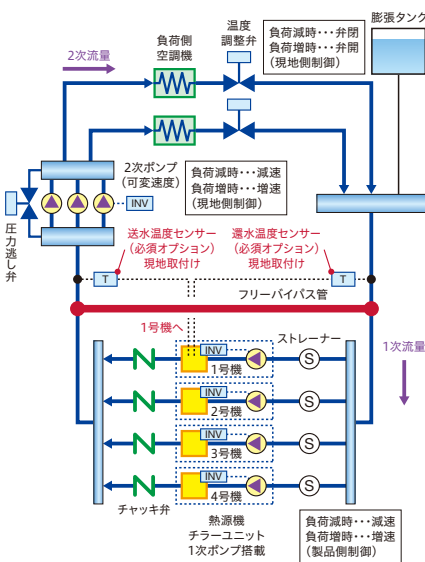 膨張タンク
負荷側
空調機
温度
調整弁
負荷減時・・・弁閉
負荷増時・・・弁開
(現地側制御)
2次流量
2次ポンプ
(可変速度)
INV
負荷減時・・・減速
負荷増時・・・増速
(現地側制御)
圧力逃し弁
送水温度センサー
(必須オプション)
現地取付け
還水温度センサー
(必須オプション)
現地取付け
T
T
フリーバイパス管
1号機へ
ストレーナー
1次流量
INV
1号機
S
INV
2号機
S
INV
3号機
S
INV
4号機
S
チャッキ弁
熱源機
チラーユニット
1次ポンプ搭載
負荷減時・・・減速
負荷増時・・・増速
(製品側制御)